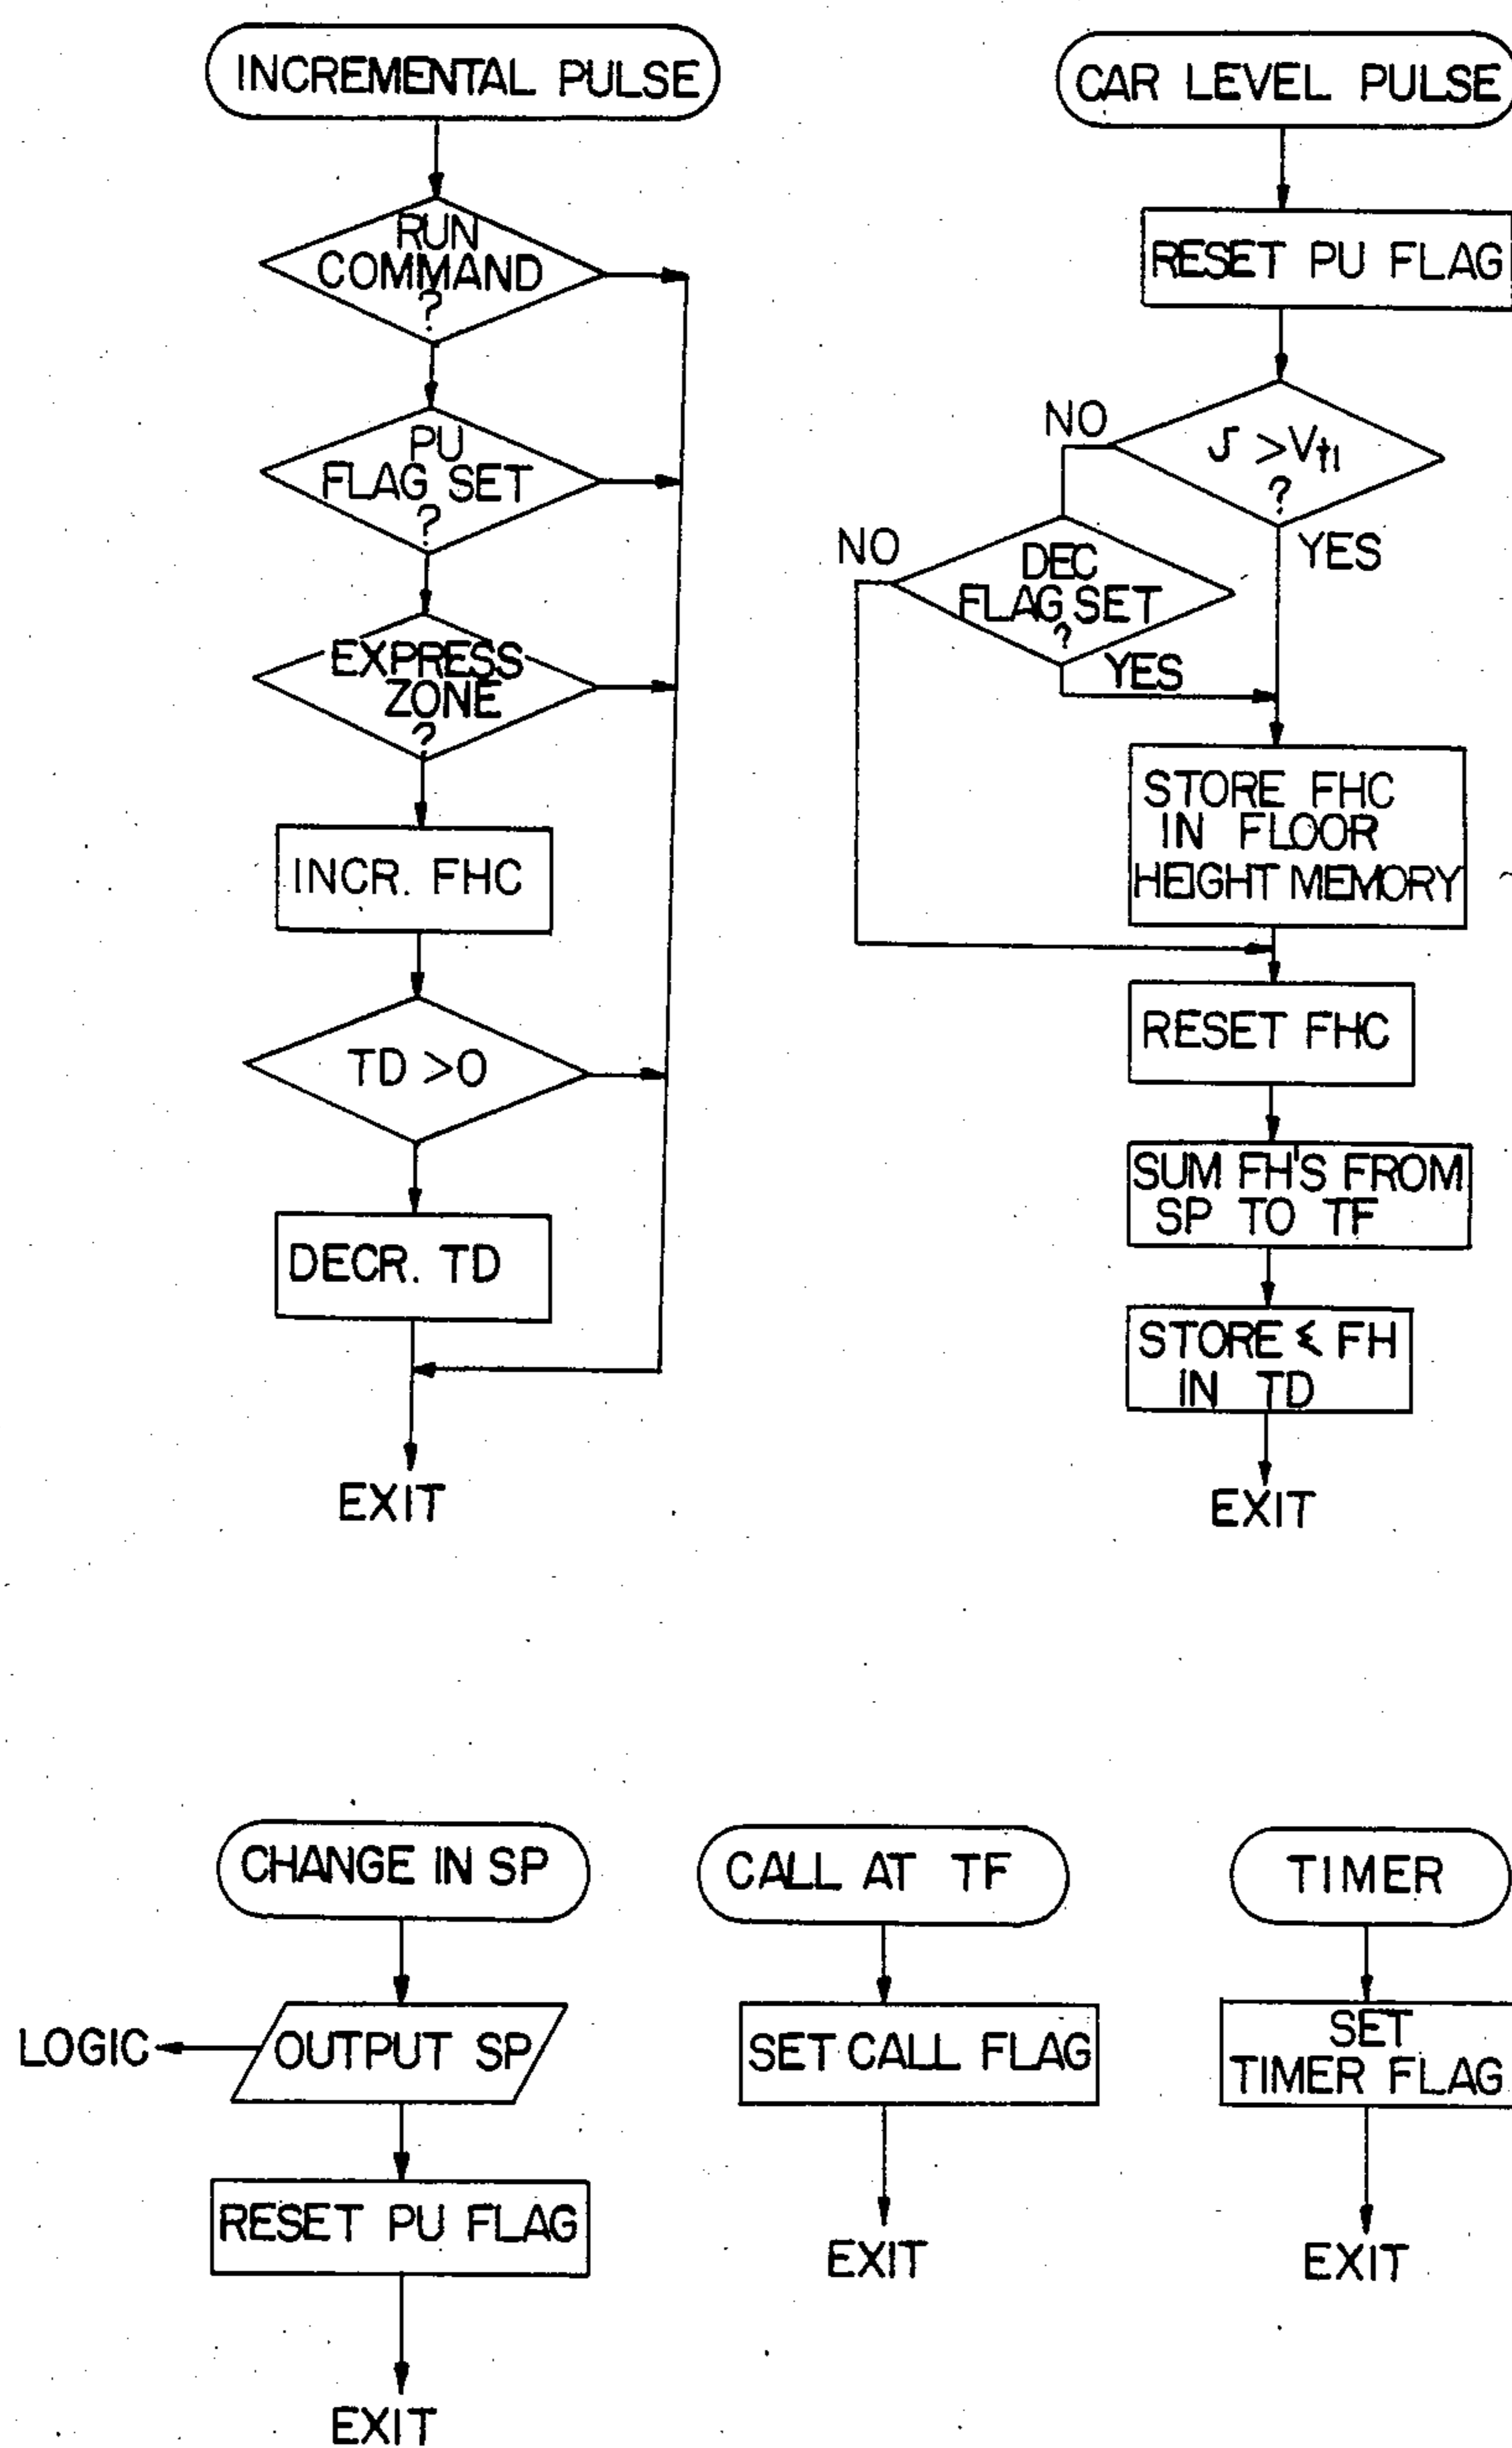 INCREMENTAL PULSE
RUN
COMMAND
?
PU
FLAG SET
?
EXPRESS
ZONE
?
INCR. FHC
TD >0
DECR. TD
EXIT
CAR LEVEL PULSE
RESET PU FLAG
>Vt1
?
NO
YES
DEC
FLAG SET
?
NO
YES
STORE FHC
IN FLOOR
HEIGHT MEMORY
RESET FHC
SUM FH'S FROM
SP TO TF
STORE Σ FH
IN TD
EXIT
CHANGE IN SP
OUTPUT SP
LOGIC
RESET PU FLAG
EXIT
CALL AT TF
SET CALL FLAG
EXIT
TIMER
SET
TIMER FLAG
EXIT